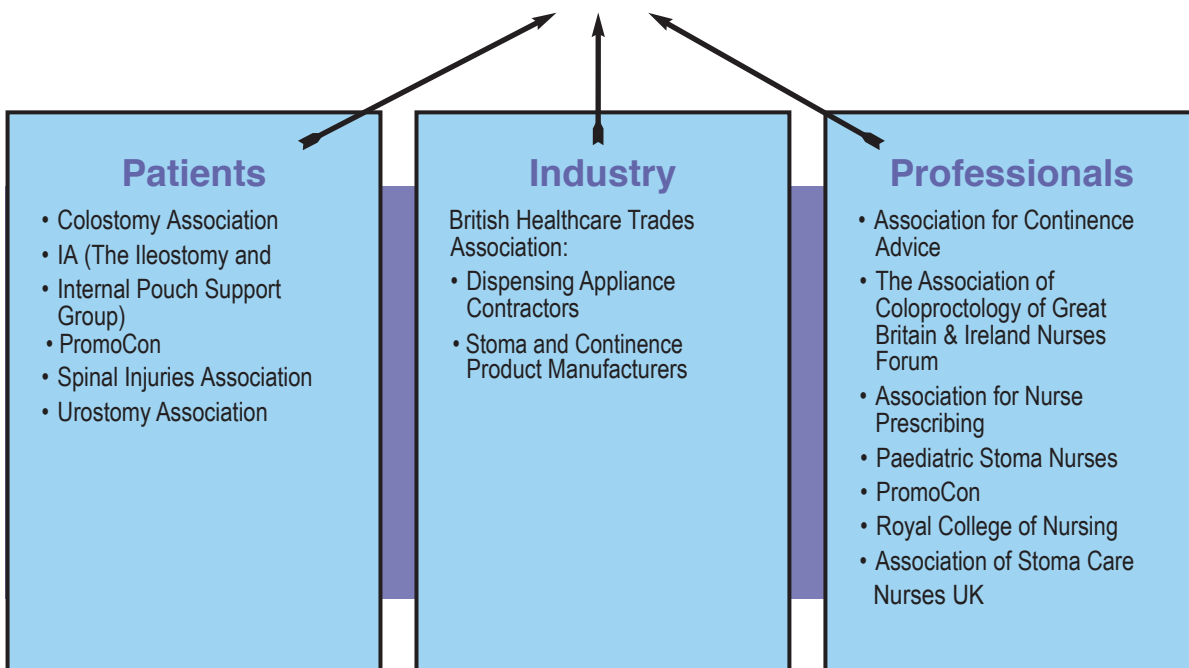 Patients
• Colostomy Association
• IA (The Ileostomy and
• Internal Pouch Support
Group)
• PromoCon
• Spinal Injuries Association
• Urostomy Association
Industry
British Healthcare Trades
Association:
• Dispensing Appliance
Contractors
• Stoma and Continence
Product Manufacturers
Professionals
• Association for Continence
Advice
• The Association of
Coloproctology of Great
Britain & Ireland Nurses
Forum
• Association for Nurse
Prescribing
• Paediatric Stoma Nurses
• PromoCon
• Royal College of Nursing
• Association of Stoma Care
Nurses UK